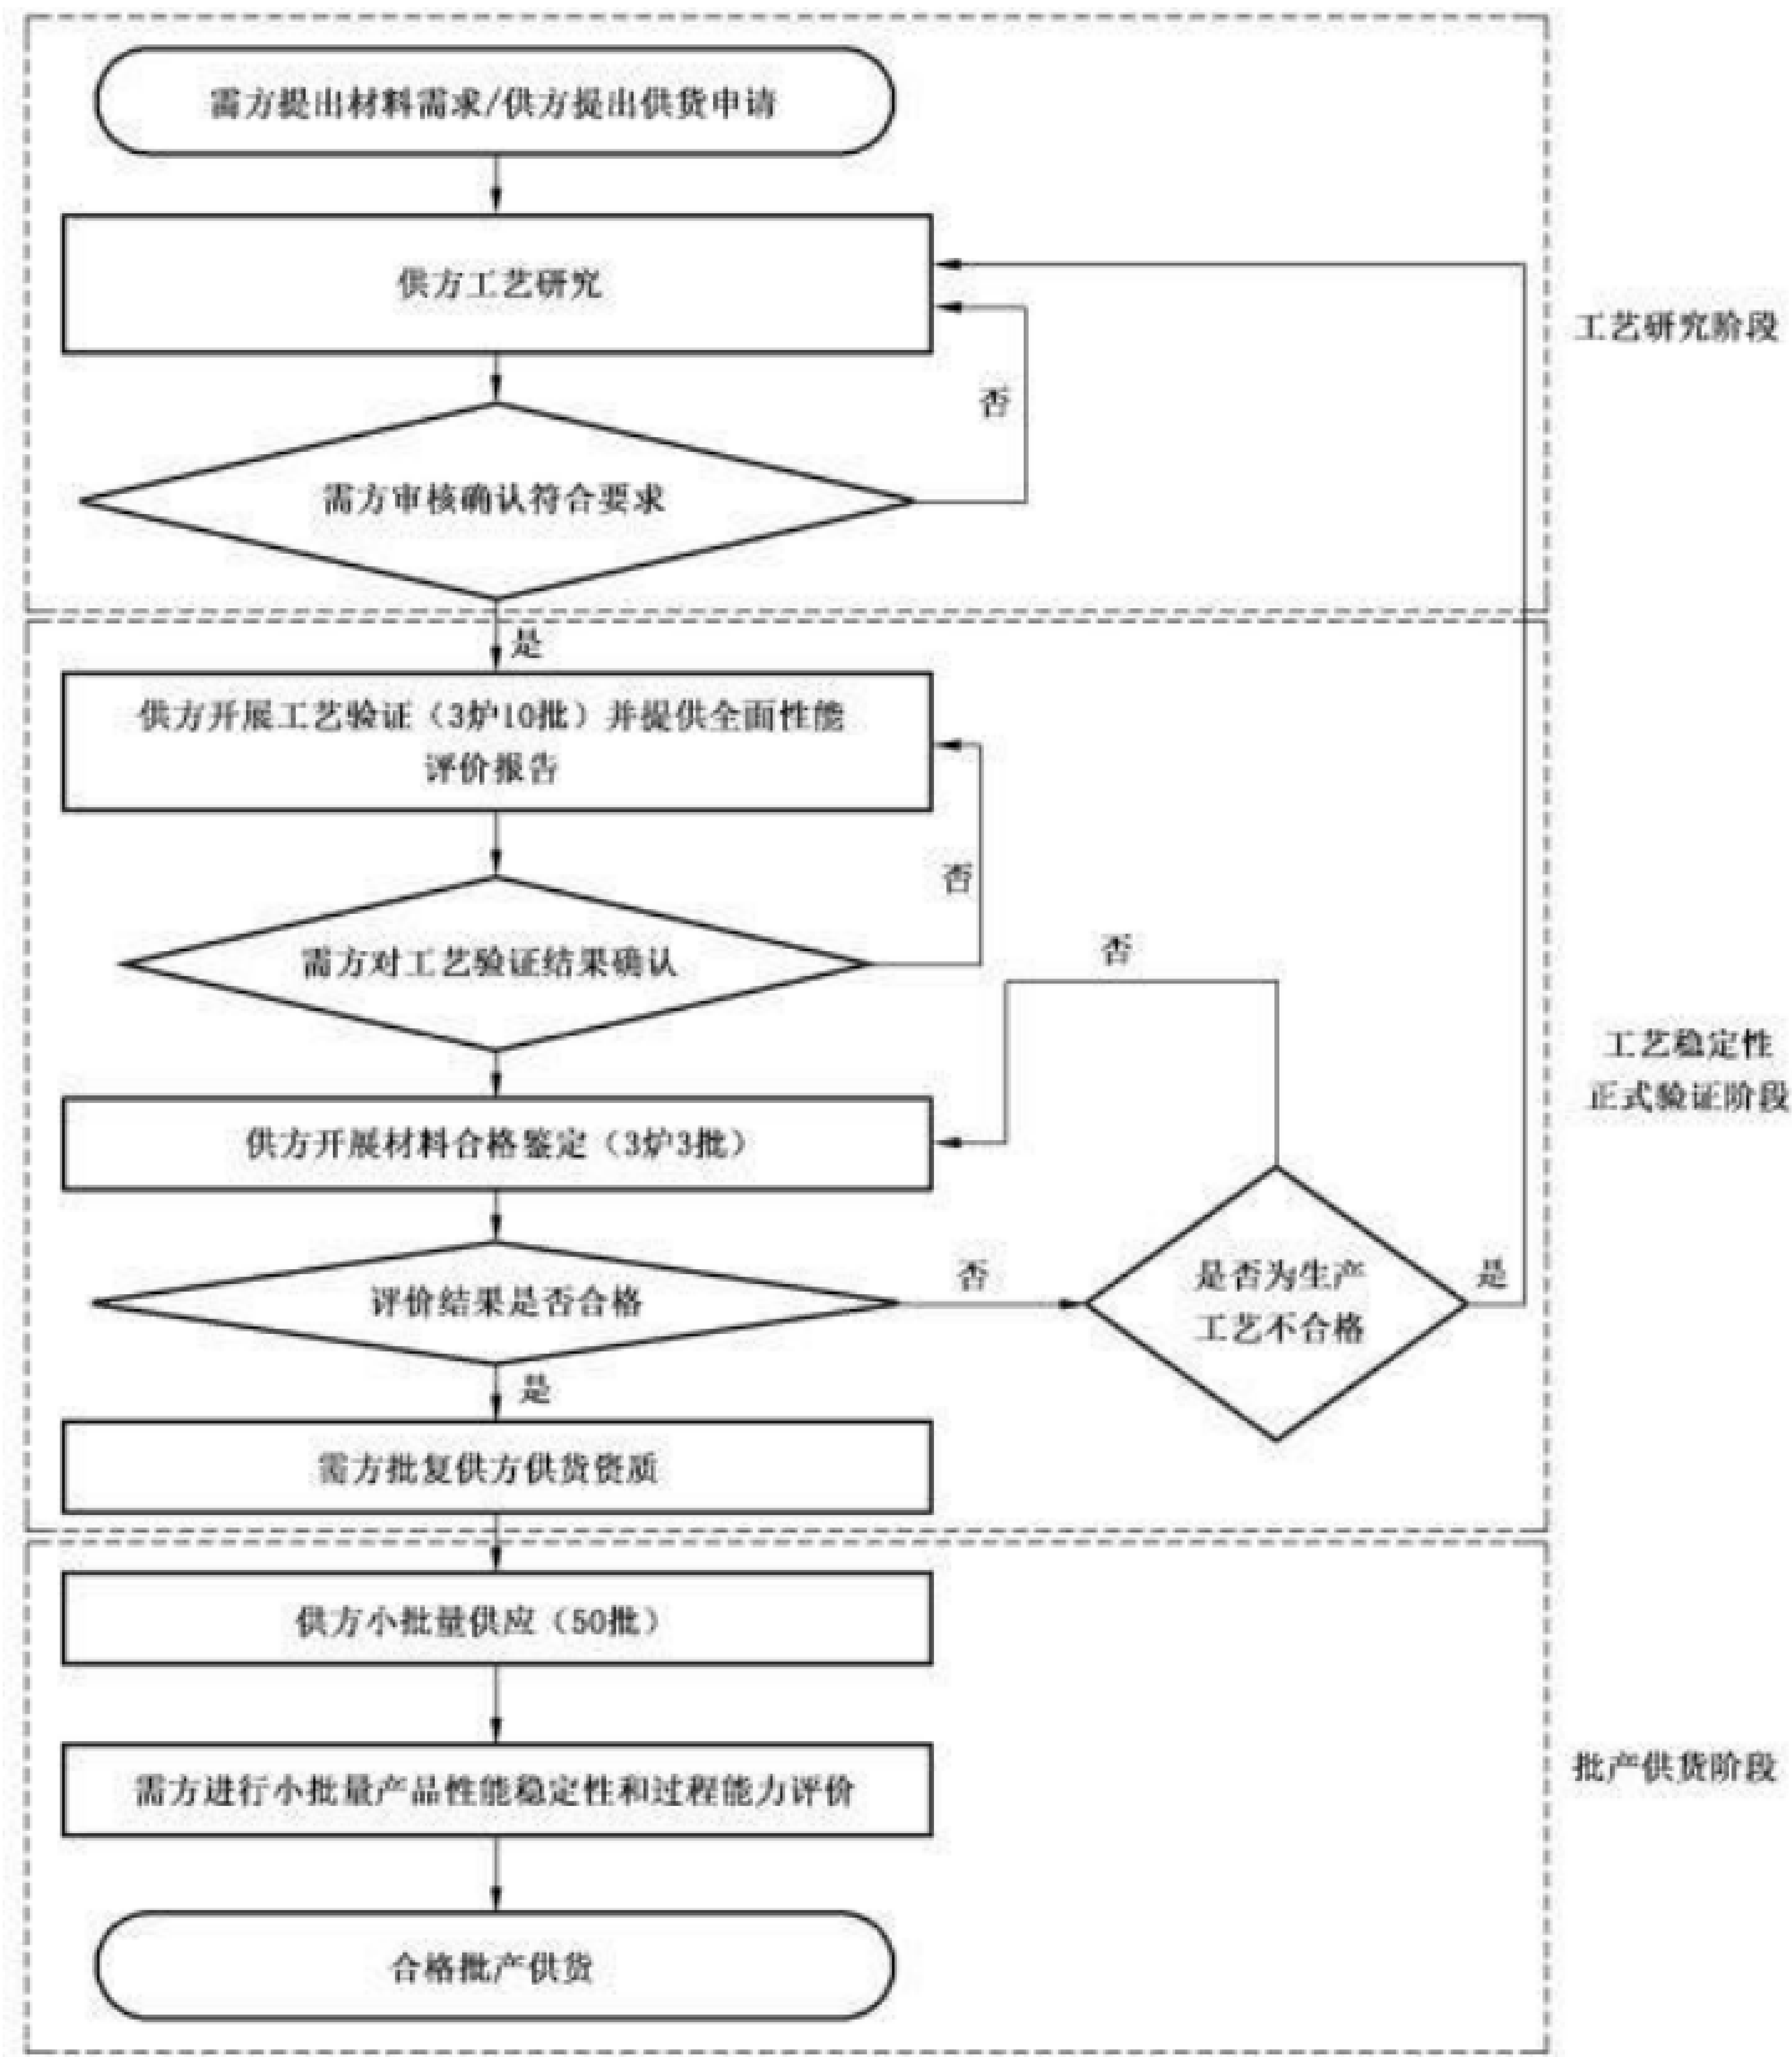 需方提出材料需求/供方提出供货申请
供方工艺研究
工艺研究阶段
否
需方审核确认符合要求
是
供方开展工艺验证（3炉10批）并提供全面性能
评价报告
否
需方对工艺验证结果确认
否
工艺稳定性
正式验证阶段
供方开展材料合格鉴定（3炉3批）
评价结果是否合格
否
是否为生产
工艺不合格
是
是
需方批复供方供货资质
供方小批量供应（50批）
需方进行小批量产品性能稳定性和过程能力评价
批产供货阶段
合格批产供货